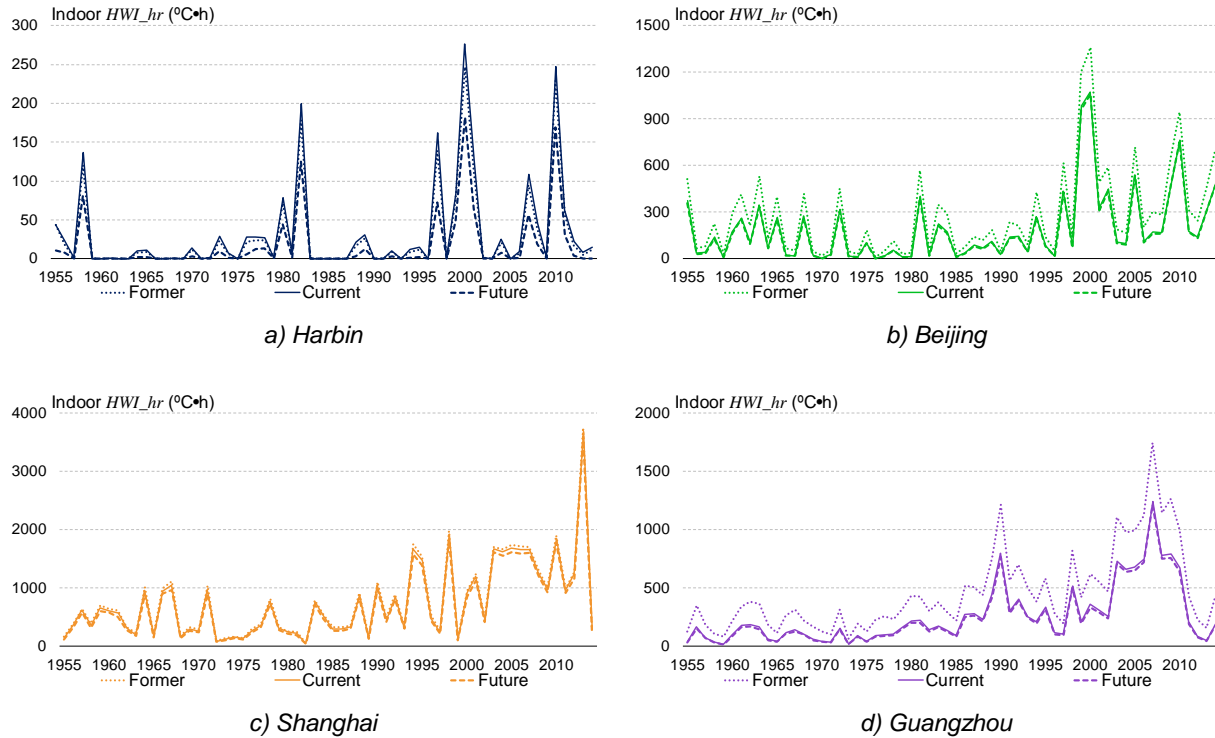 Indoor HWI_hr (ºC•h)
300
250
200
150
100
50
0
1955 1960 1965 1970 1975 1980 1985 1990 1995 2000 2005 2010
Former Current Future
a) Harbin
Indoor HWI_hr (ºC•h)
1500
1200
900
600
300
0
1955 1960 1965 1970 1975 1980 1985 1990 1995 2000 2005 2010
Former Current Future
b) Beijing
Indoor HWI_hr (ºC•h)
4000
3000
2000
1000
0
1955 1960 1965 1970 1975 1980 1985 1990 1995 2000 2005 2010
Former Current Future
c) Shanghai
Indoor HWI_hr (ºC•h)
2000
1500
1000
500
0
1955 1960 1965 1970 1975 1980 1985 1990 1995 2000 2005 2010
Former Current Future
d) Guangzhou